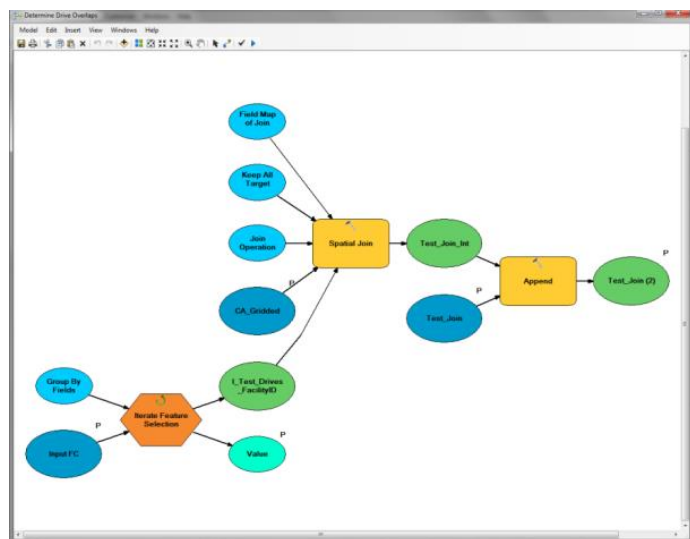 Determine Drive Overlaps
Model Edit Insert View Windows Help
Field Map
of Join
Keep All
Target
Join
Operation
Spatial Join
Test_Join_Int
P
Append
Test_Join (2)
P
CA_Gridded
P
Test_Join
Group By
Fields
I_Test_Drives
_FacilityID
P
Iterate Feature
Selection
Input FC
P
Value